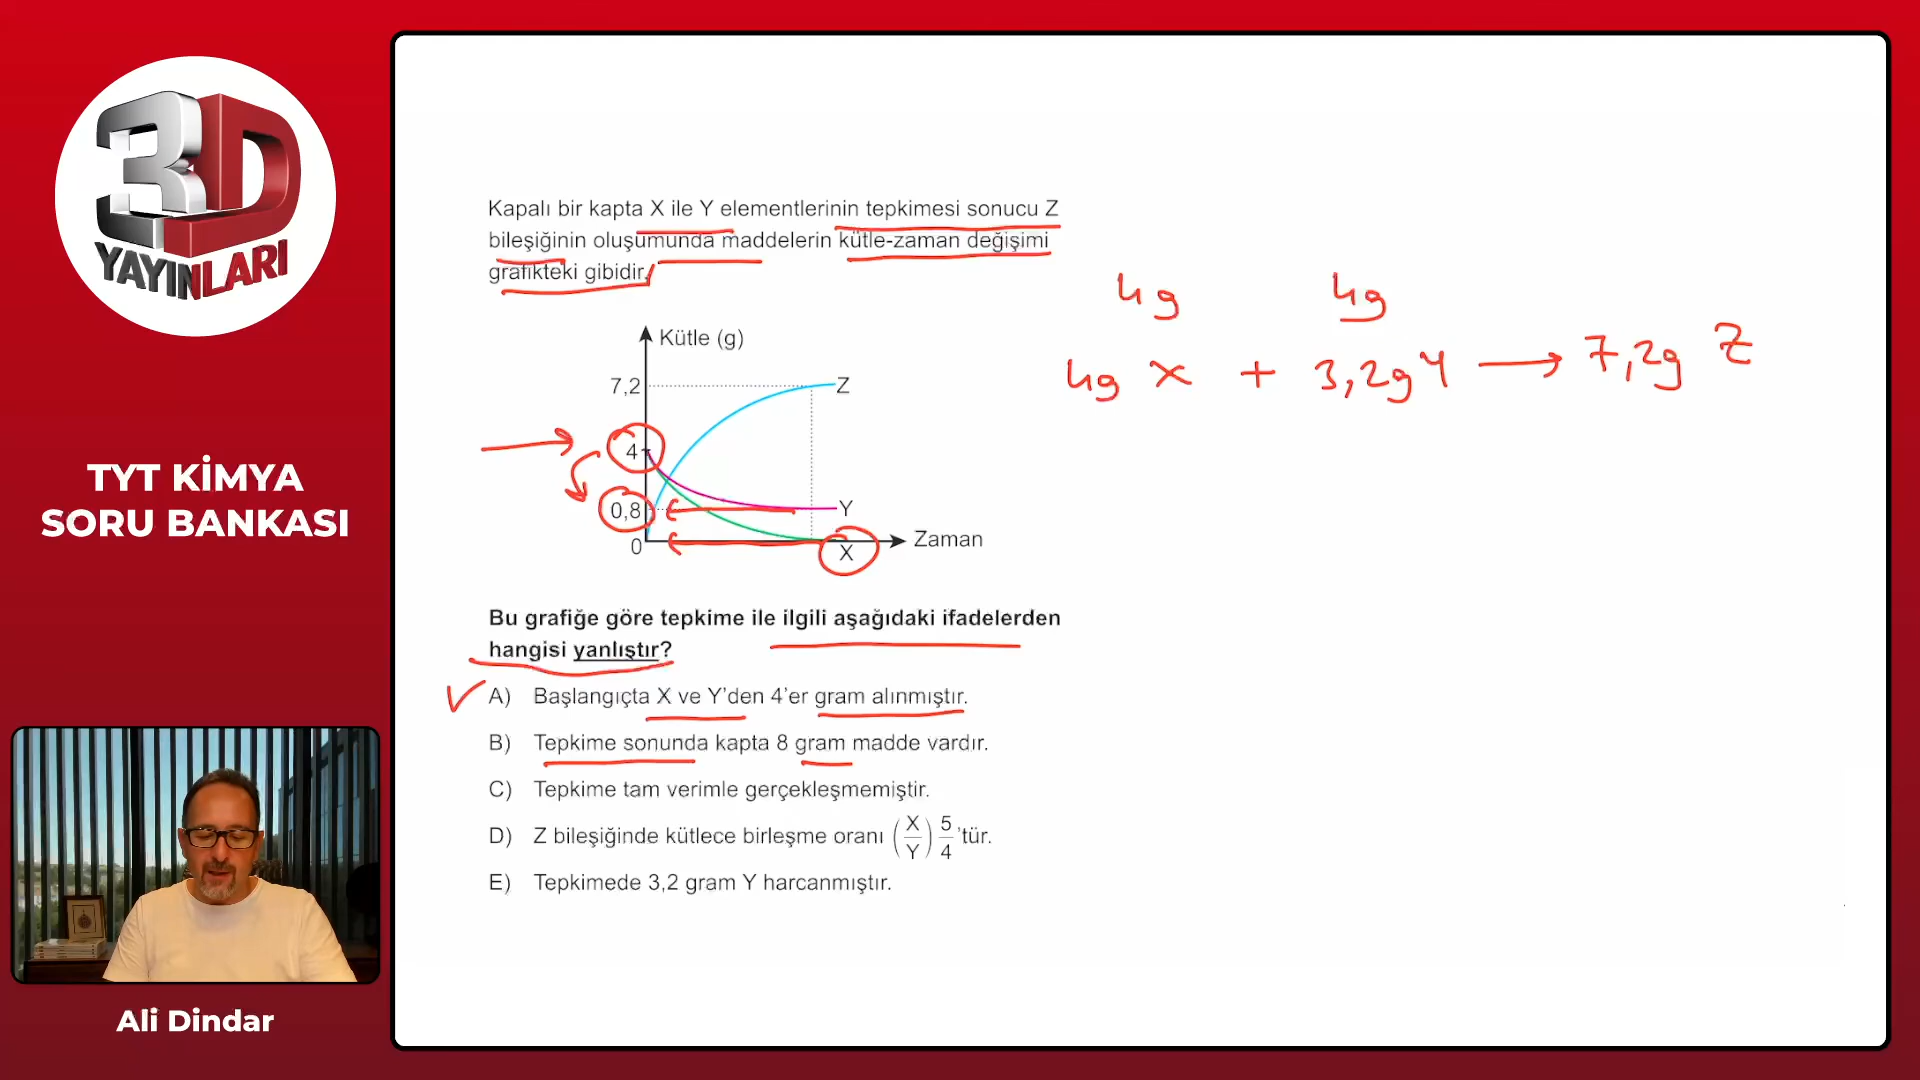 3D
YAYINLARI
TYT KİMYA
SORU BANKASI
Ali Dindar
Kapalı bir kapta X ile Y elementlerinin tepkimesi sonucu Z
bileşiğinin oluşumunda maddelerin kütle-zaman değişimi
grafikteki gibidir.
Kütle (g)
7,2
Z
4
0,8
Y
0
X
Zaman
Bu grafiğe göre tepkime ile ilgili aşağıdaki ifadelerden
hangisi yanlıştır?
A) Başlangıçta X ve Y’den 4’er gram alınmıştır.
B) Tepkime sonunda kapta 8 gram madde vardır.
C) Tepkime tam verimle gerçekleşmemiştir.
D) Z bileşiğinde kütlece birleşme oranı (X/Y) 5/4 ’tür.
E) Tepkimede 3,2 gram Y harcanmıştır.
4g 4g
4g X + 3,2g Y → 7,2g Z